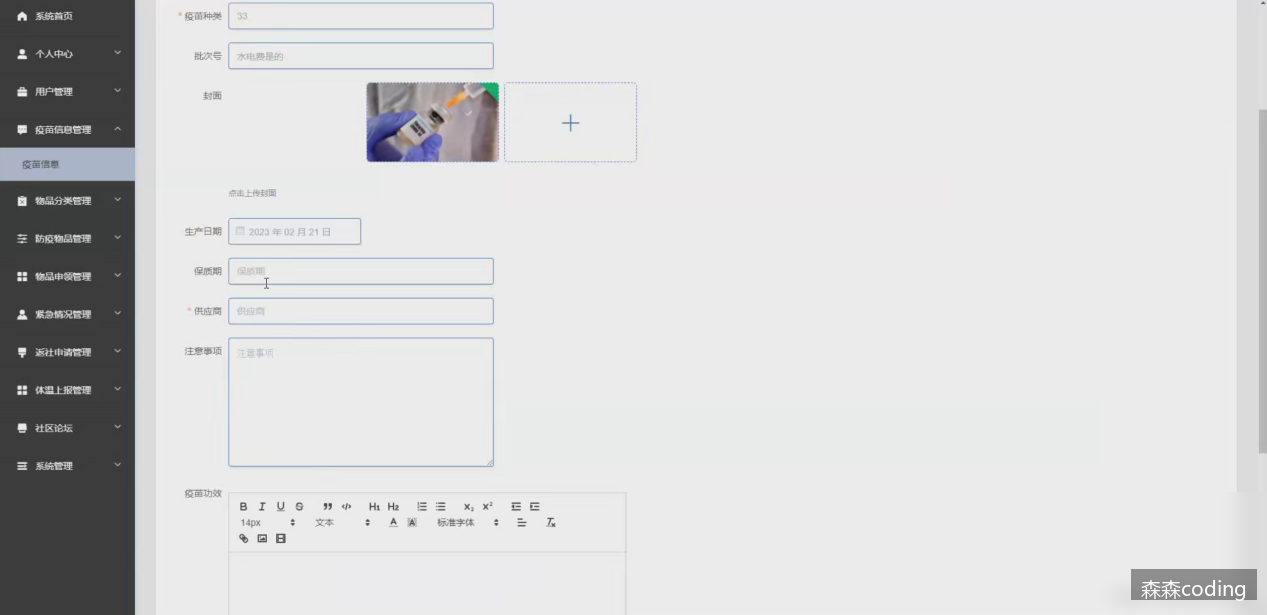 系统首页
个人中心
用户管理
疫苗信息管理
疫苗信息
物品分类管理
防疫物品管理
物品申领管理
紧急情况管理
返社申请管理
体温上报管理
社区论坛
系统管理
* 疫苗种类 33
批次号 水电费是的
封面
点击上传封面
生产日期 2023 年 02 月 21 日
保质期 保质期
* 供应商 供应商
注意事项 注意事项
疫苗功效
B I U S H1 H2 X2 X2
14px 文本 A A 标准字体 Tx
森森coding